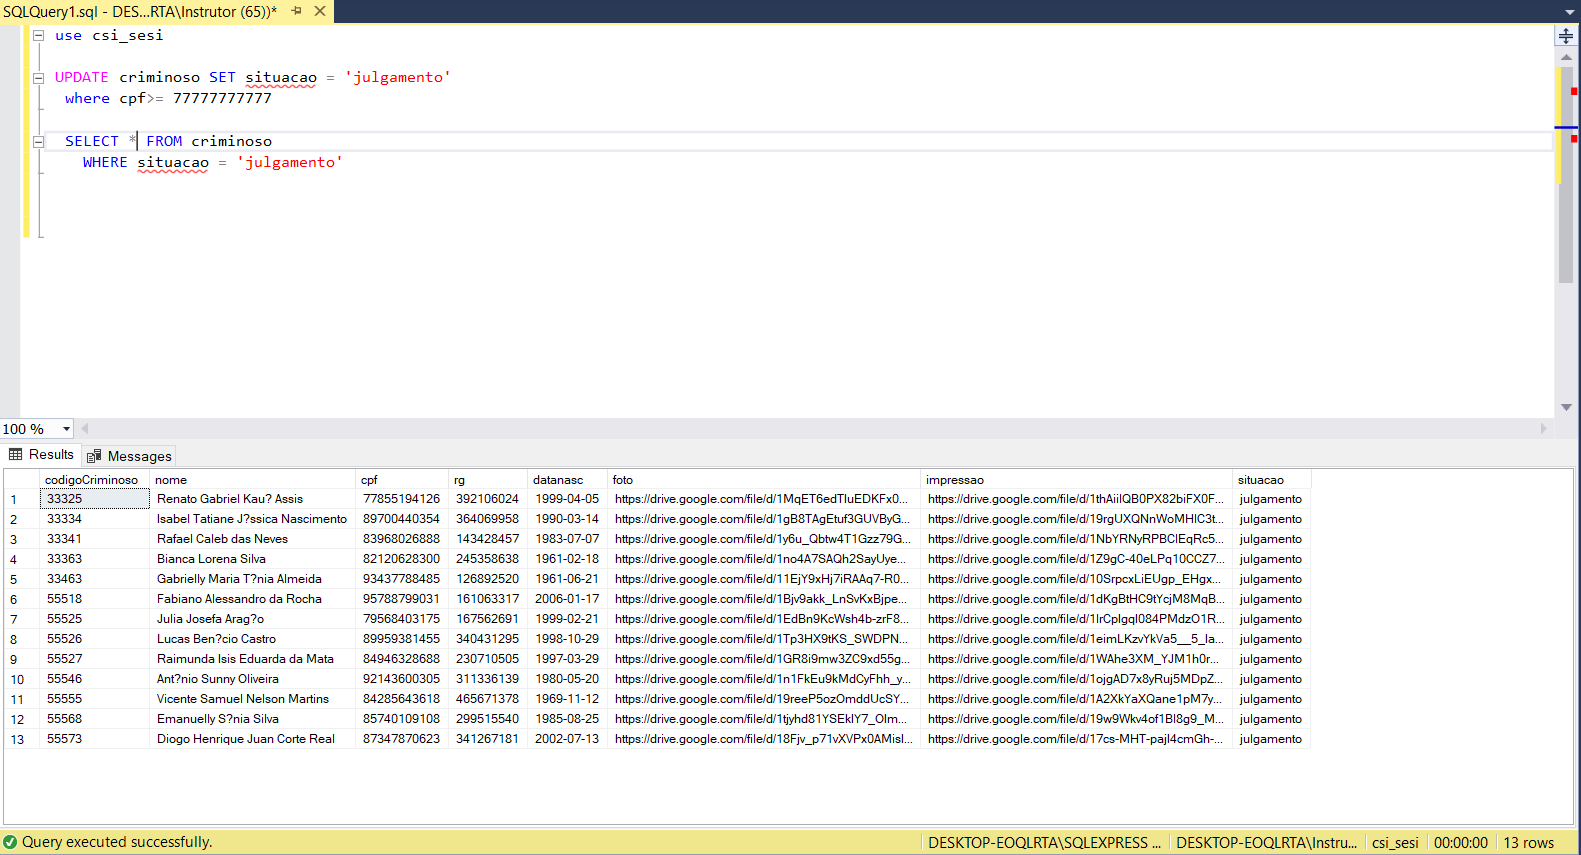 SQLQuery1.sql - DES...RTA\Instrutor (65))*
use csi_sesi
UPDATE criminoso SET situacao = 'julgamento'
where cpf>= 77777777777
SELECT * FROM criminoso
WHERE situacao = 'julgamento'
100 %
Results Messages
codigoCriminoso nome cpf rg datanasc foto impressao situacao
1 33325 Renato Gabriel Kau? Assis 77855194126 392106024 1999-04-05 https://drive.google.com/file/d/1MqET6edTluEDKFx0... https://drive.google.com/file/d/1thAiiIQB0PX82biFX0F... julgamento
2 33334 Isabel Tatiane J?ssica Nascimento 89700440354 364069958 1990-03-14 https://drive.google.com/file/d/1gB8TAgEtuf3GUVByG... https://drive.google.com/file/d/19rgUXQNnWoMHIC3t... julgamento
3 33341 Rafael Caleb das Neves 83968026888 143428457 1983-07-07 https://drive.google.com/file/d/1y6u_Qbtw4T1Gzz79G... https://drive.google.com/file/d/1NbYRNyRPBClEqRc5... julgamento
4 33363 Bianca Lorena Silva 82120628300 245358638 1961-02-18 https://drive.google.com/file/d/1no4A7SAQh2SayUye... https://drive.google.com/file/d/1Z9gC-40eLPq10CCZ7... julgamento
5 33463 Gabrielly Maria T?nia Almeida 93437788485 126892520 1961-06-21 https://drive.google.com/file/d/11EjY9xHj7iRAAq7-R0... https://drive.google.com/file/d/10SrpcxLiEUgp_EHgx... julgamento
6 55518 Fabiano Alessandro da Rocha 95788799031 161063317 2006-01-17 https://drive.google.com/file/d/1Bjv9akk_LnSvKxBjpe... https://drive.google.com/file/d/1dKgBtHC9tYcjM8MqB... julgamento
7 55525 Julia Josefa Arag?o 79568403175 167562691 1999-02-21 https://drive.google.com/file/d/1EdBn9KcWsh4b-zrF8... https://drive.google.com/file/d/1IrCplgqI084PMdzO1R... julgamento
8 55526 Lucas Ben?cio Castro 89959381455 340431295 1998-10-29 https://drive.google.com/file/d/1Tp3HX9tKS_SWDPN... https://drive.google.com/file/d/1eimLKzvYkVa5__5_Ia... julgamento
9 55527 Raimunda Isis Eduarda da Mata 84946328688 230710505 1997-03-29 https://drive.google.com/file/d/1GR8i9mw3ZC9xd55g... https://drive.google.com/file/d/1WAhe3XM_YJM1h0r... julgamento
10 55546 Ant?nio Sunny Oliveira 92143600305 311336139 1980-05-20 https://drive.google.com/file/d/1n1FkEu9kMdCyFhh_y... https://drive.google.com/file/d/1ojgAD7x8yRuj5MDpZ... julgamento
11 55555 Vicente Samuel Nelson Martins 84285643618 465671378 1969-11-12 https://drive.google.com/file/d/19reeP5ozOmddUcSY... https://drive.google.com/file/d/1A2XkYaXQane1pM7y... julgamento
12 55568 Emanuelly S?nia Silva 85740109108 299515540 1985-08-25 https://drive.google.com/file/d/1tjyhd81YSEkIY7_Olm... https://drive.google.com/file/d/19w9Wkv4of1Bl8g9_M... julgamento
13 55573 Diogo Henrique Juan Corte Real 87347870623 341267181 2002-07-13 https://drive.google.com/file/d/18Fjv_p71vXVPx0AMisl... https://drive.google.com/file/d/17cs-MHT-pajI4cmGh-... julgamento
Query executed successfully. DESKTOP-EOQLRTA\SQLEXPRESS ... DESKTOP-EOQLRTA\Instru... csi_sesi 00:00:00 13 rows